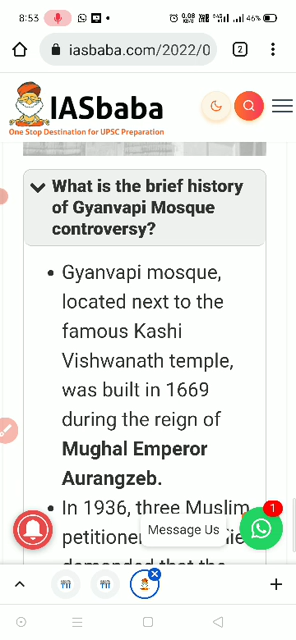 8:53
46%
iasbaba.com/2022/0
2
IASbaba
One Stop Destination for UPSC Preparation
What is the brief history
of Gyanvapi Mosque
controversy?
• Gyanvapi mosque,
located next to the
famous Kashi
Vishwanath temple,
was built in 1669
during the reign of
Mughal Emperor
Aurangzeb.
• In 1936, three Muslim
Message Us
1